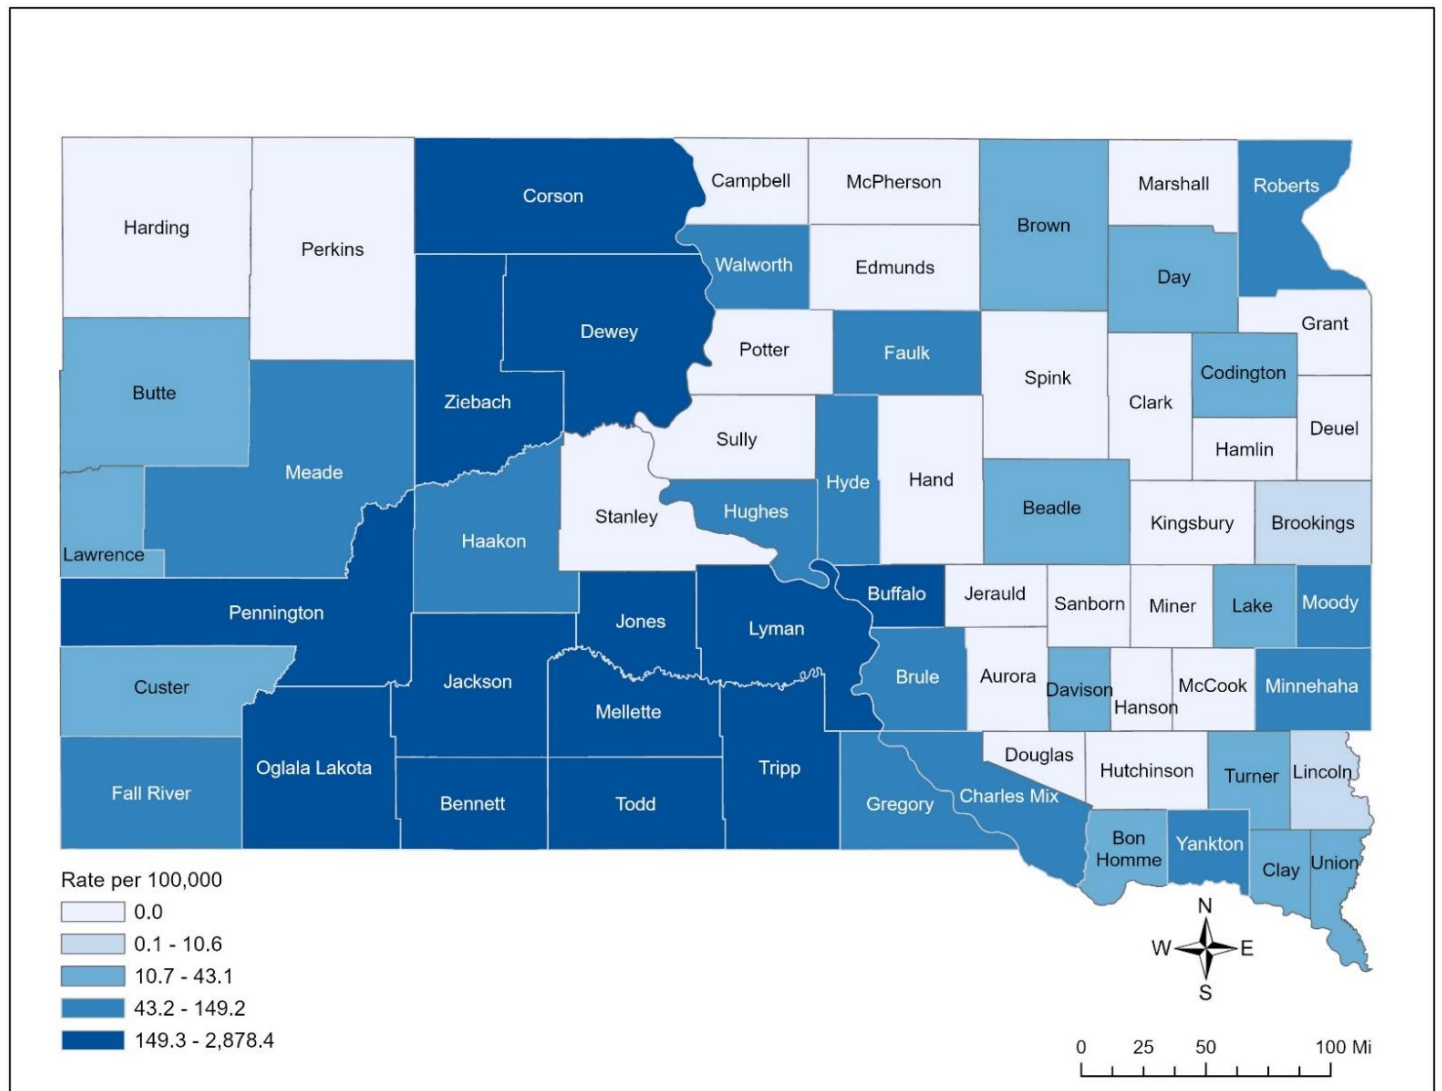 Campbell
McPherson
Marshall
Roberts
Corson
Harding
Perkins
Brown
Walworth
Edmunds
Day
Dewey
Grant
Potter
Faulk
Spink
Codington
Butte
Ziebach
Clark
Deuel
Sully
Hamlin
Meade
Hyde
Hand
Hughes
Beadle
Stanley
Kingsbury
Brookings
Haakon
Lawrence
Buffalo
Jerauld
Sanborn
Miner
Lake
Moody
Pennington
Jones
Lyman
Custer
Jackson
Brule
Aurora
Davison
Hanson
McCook
Minnehaha
Mellette
Oglala Lakota
Tripp
Douglas
Hutchinson
Turner
Lincoln
Fall River
Bennett
Todd
Gregory
Charles Mix
Bon
Homme
Yankton
Clay
Union
Rate per 100,000
0.0
0.1 - 10.6
10.7 - 43.1
43.2 - 149.2
149.3 - 2,878.4
N
W E
S
0 25 50 100 Mi